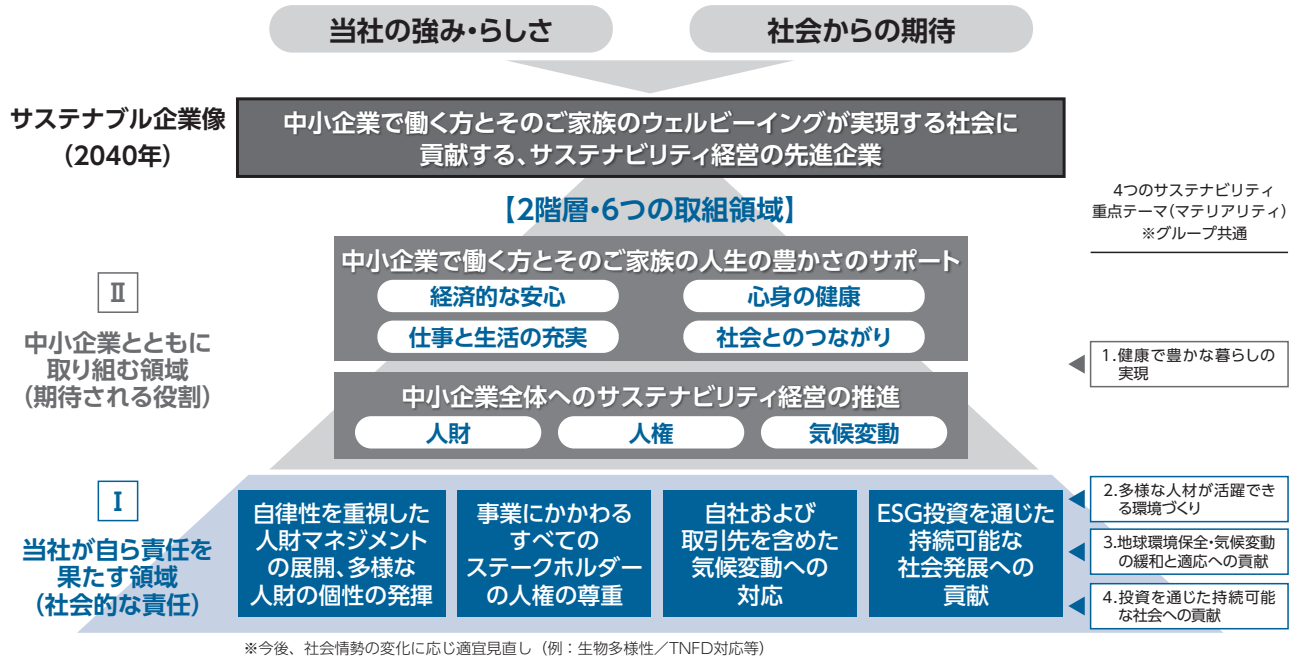 当社の強み・らしさ
社会からの期待
サステナブル企業像
(2040年)
中小企業で働く方とそのご家族のウェルビーイングが実現する社会に
貢献する、サステナビリティ経営の先進企業
【2階層・6つの取組領域】
4つのサステナビリティ
重点テーマ(マテリアリティ)
※グループ共通
Ⅱ
中小企業とともに
取り組む領域
(期待される役割)
中小企業で働く方とそのご家族の人生の豊かさのサポート
経済的な安心
心身の健康
仕事と生活の充実
社会とのつながり
中小企業全体へのサステナビリティ経営の推進
人財
人権
気候変動
1.健康で豊かな暮らしの
実現
Ⅰ
当社が自ら責任を
果たす領域
(社会的な責任)
自律性を重視した
人財マネジメント
の展開、多様な
人財の個性の発揮
事業にかかわる
すべての
ステークホルダー
の人権の尊重
自社および
取引先を含めた
気候変動への
対応
ESG投資を通じた
持続可能な
社会発展への
貢献
2.多様な人材が活躍でき
る環境づくり
3.地球環境保全・気候変動
の緩和と適応への貢献
4.投資を通じた持続可能
な社会への貢献
※今後、社会情勢の変化に応じ適宜見直し(例:生物多様性/TNFD対応等)